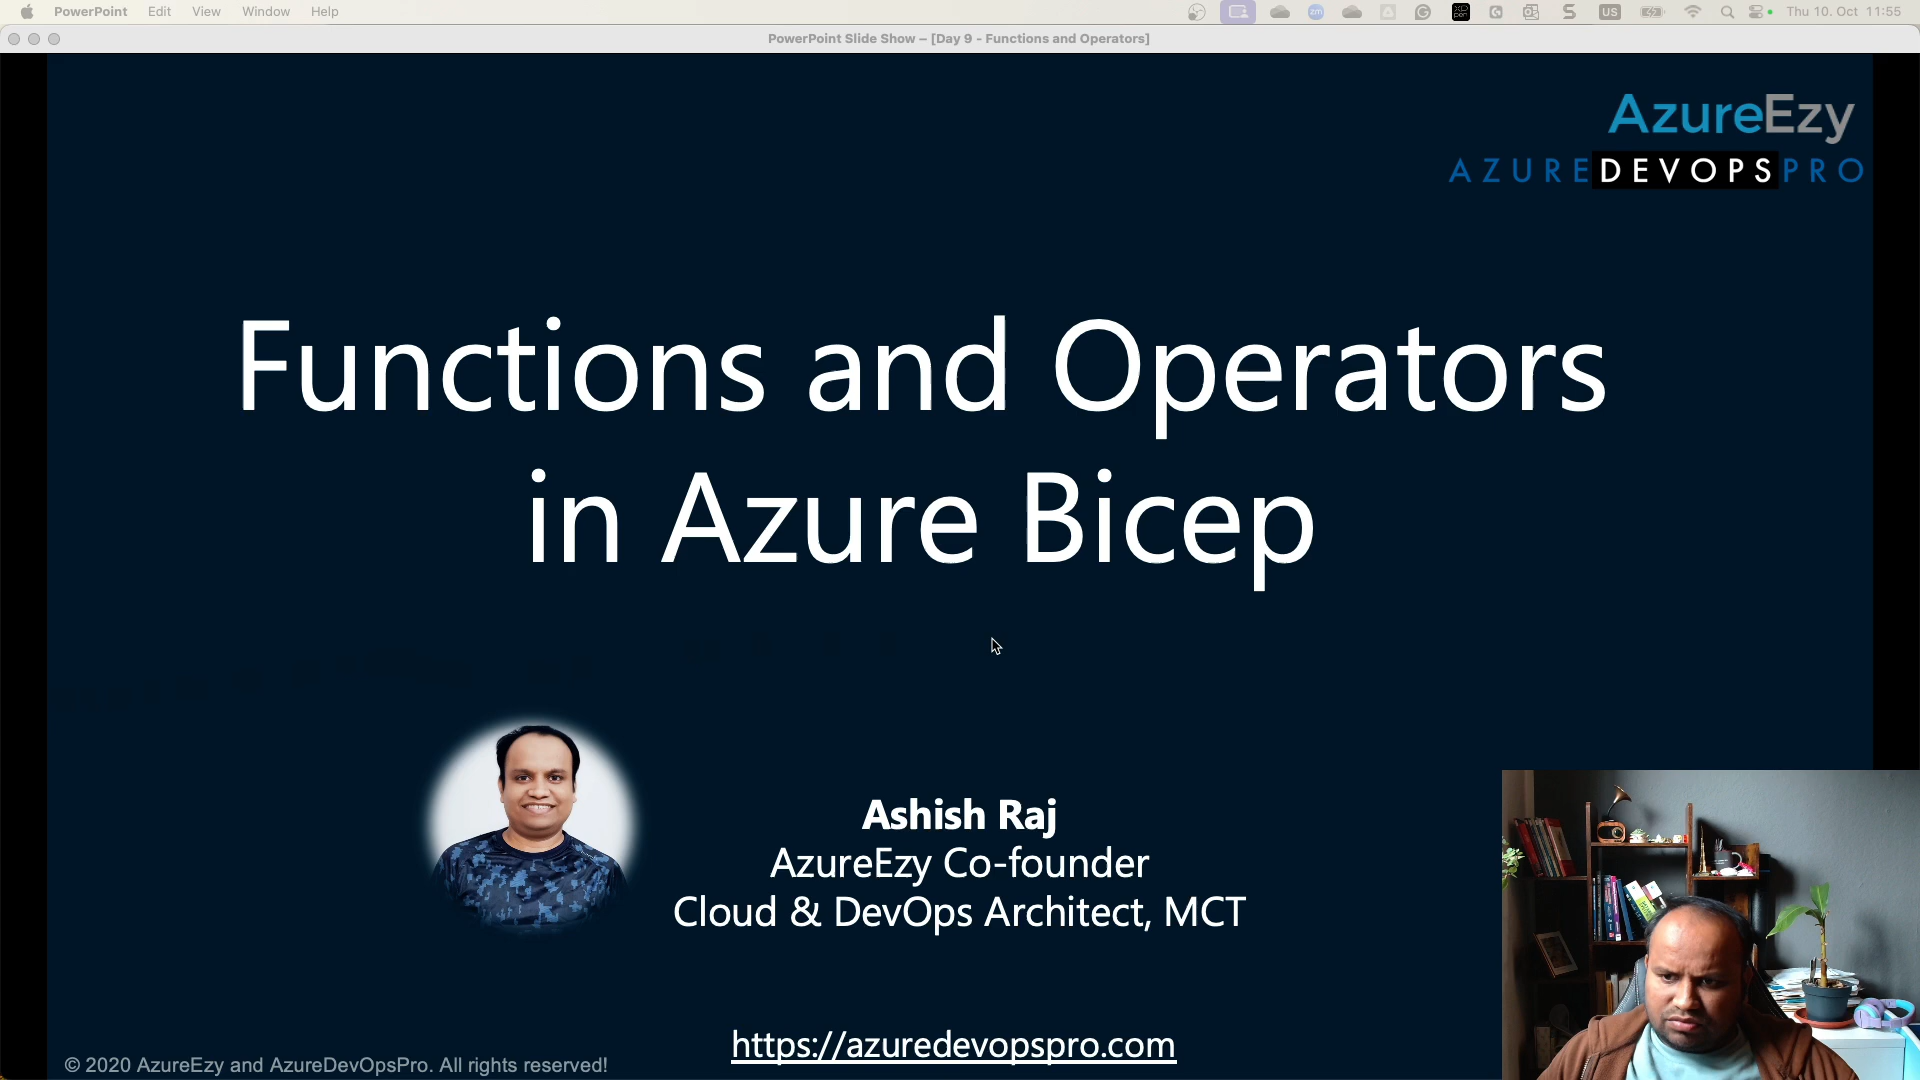 PowerPoint Edit View Window Help US Thu 10. Oct 11:55
PowerPoint Slide Show – [Day 9 - Functions and Operators]
AzureEzy
AZUREDEVOPSPRO
Functions and Operators
in Azure Bicep
Ashish Raj
AzureEzy Co-founder
Cloud & DevOps Architect, MCT
https://azuredevopspro.com
© 2020 AzureEzy and AzureDevOpsPro. All rights reserved!